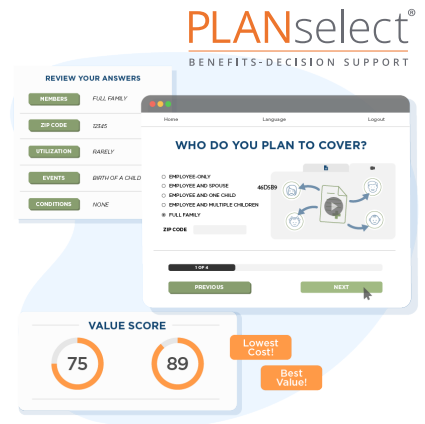 PLANselect®
BENEFITS-DECISION SUPPORT
REVIEW YOUR ANSWERS
MEMBERS FULL FAMILY
ZIP CODE 12345
UTILIZATION RARELY
EVENTS BIRTH OF A CHILD
CONDITIONS NONE
Home Language Logout
WHO DO YOU PLAN TO COVER?
EMPLOYEE-ONLY
EMPLOYEE AND SPOUSE
EMPLOYEE AND ONE CHILD
EMPLOYEE AND MULTIPLE CHILDREN
FULL FAMILY
ZIP CODE
46D5B9
1 OF 4
PREVIOUS NEXT
VALUE SCORE
75 89
Lowest
Cost!
Best
Value!